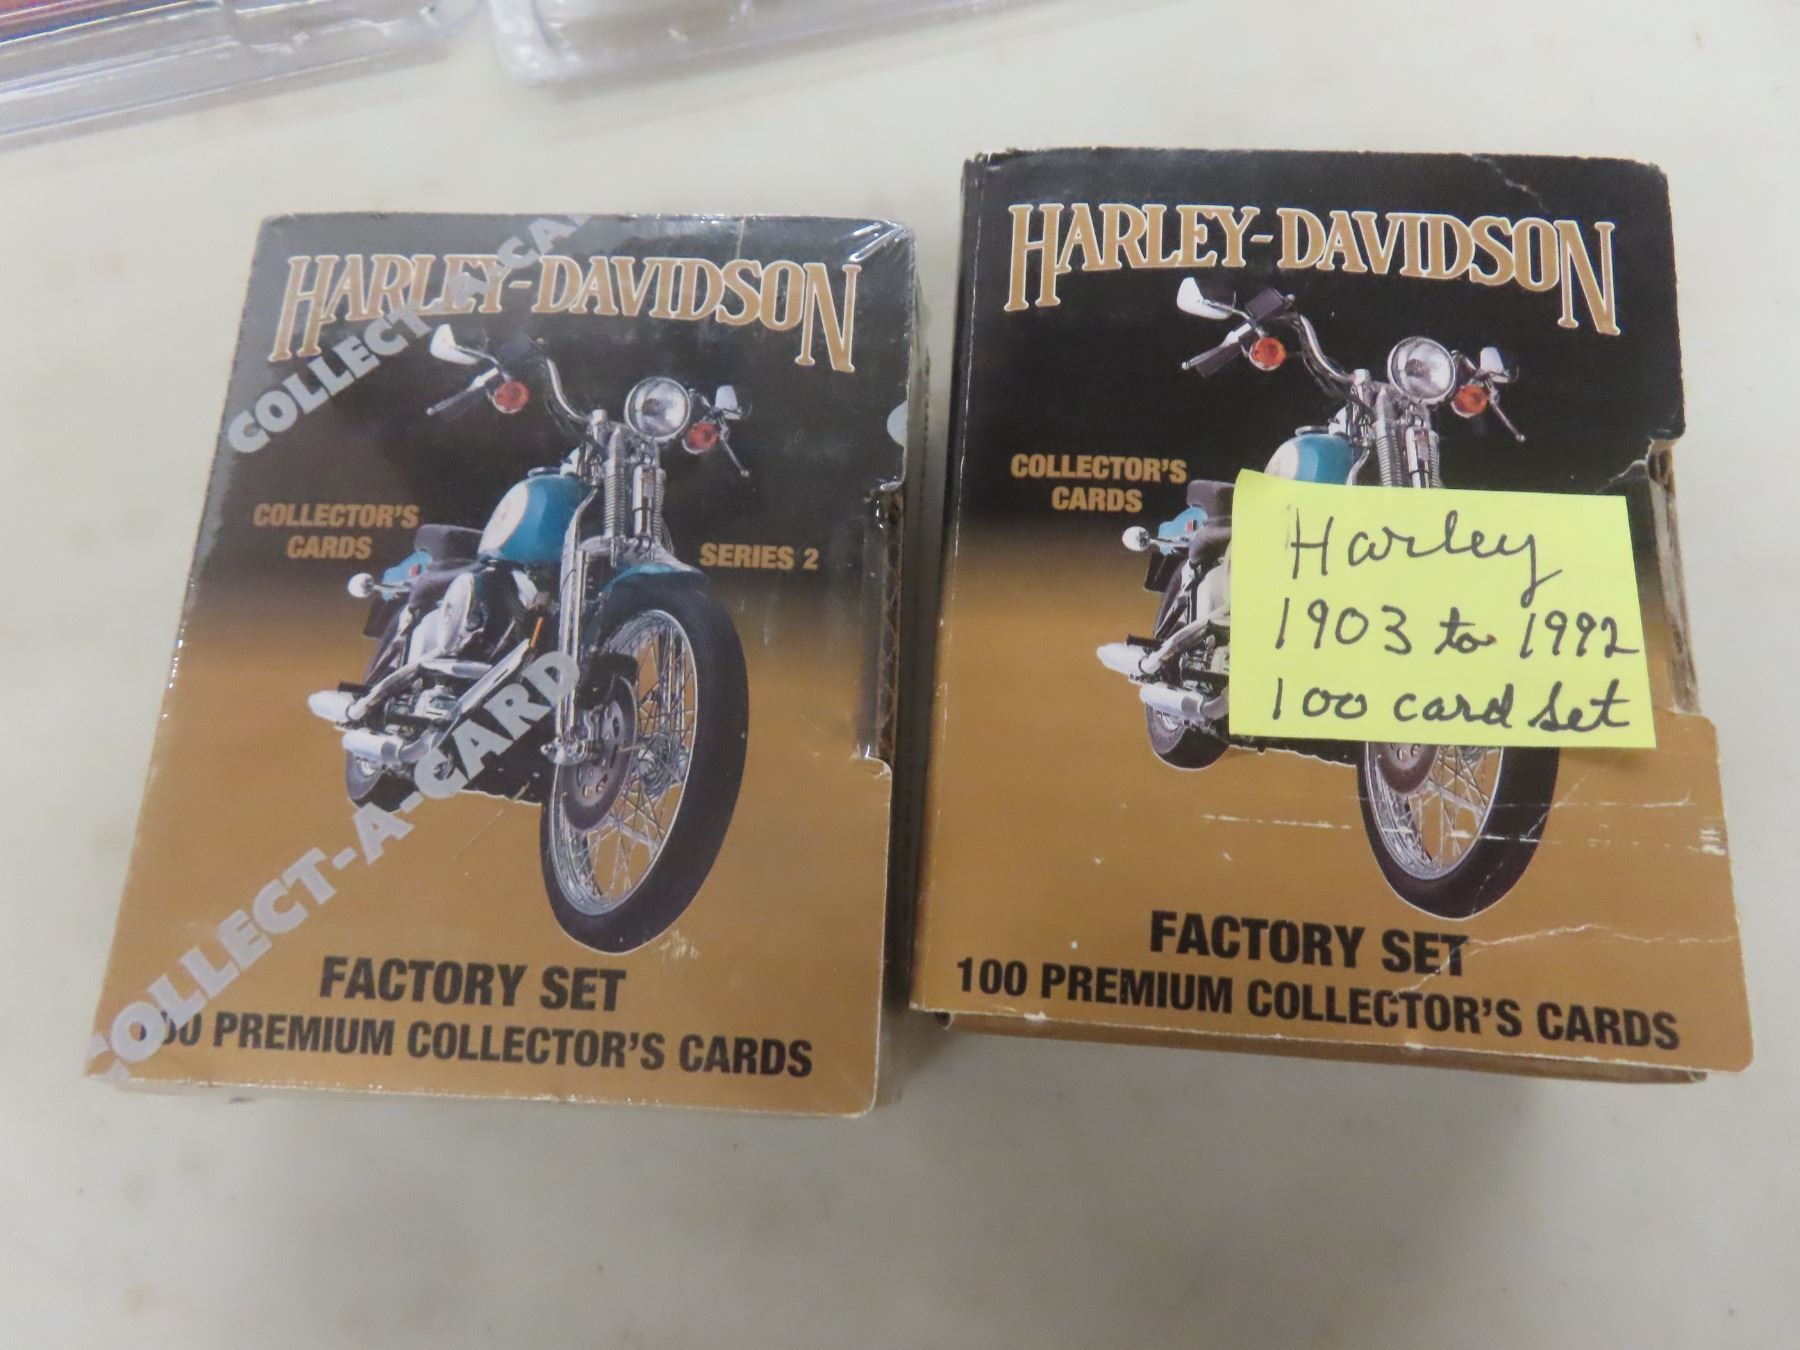 HARLEY-DAVIDSON
COLLECT-A-CAR
COLLECTOR'S
CARDS
SERIES 2
COLLECT-A-CARD
FACTORY SET
00 PREMIUM COLLECTOR'S CARDS
HARLEY-DAVIDSON
COLLECTOR'S
CARDS
Harley
1903 to 1992
100 card set
FACTORY SET
100 PREMIUM COLLECTOR'S CARDS